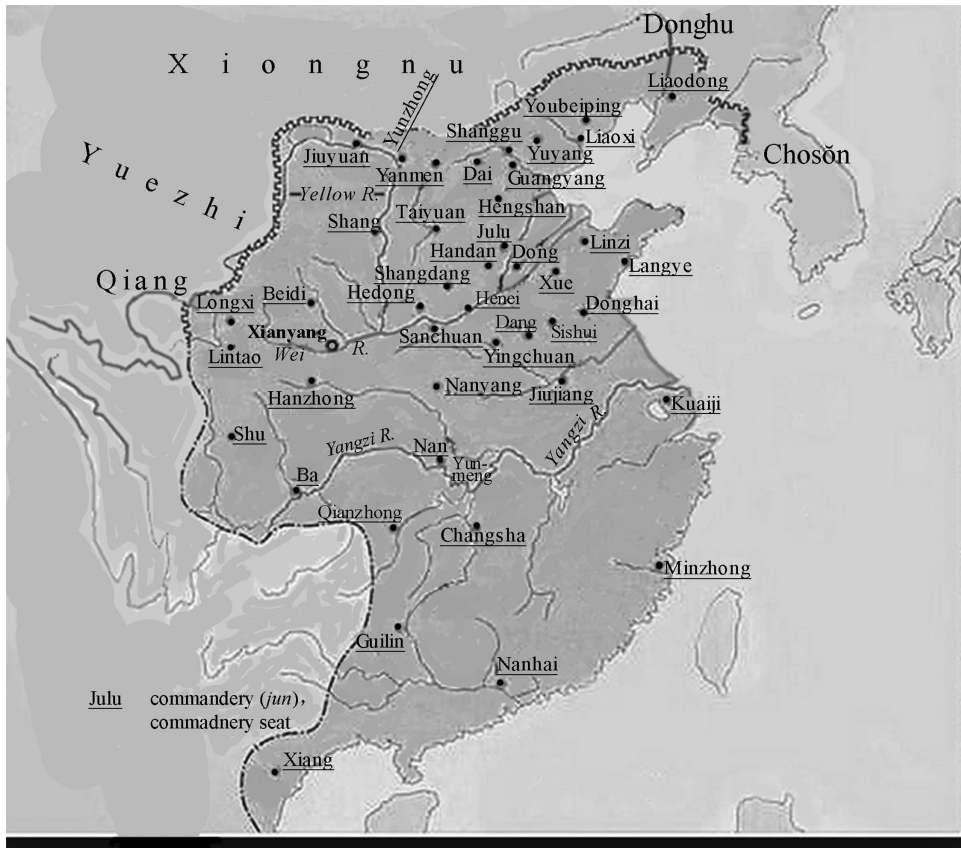 Donghu
Xiongnu
Liaodong
Yunzhong
Youbeiping
Shanggu
Liaoxi
Yuyang
Jiuyuan
Yanmen
Dai
Guangyang
Chosŏn
Yuezhi
Yellow R.
Hengshan
Taiyuan
Shang
Julu
Linzi
Handan
Dong
Langye
Shangdang
Xue
Qiang
Longxi
Beidi
Hedong
Henei
Donghai
Xianyang
Sanchuan
Dang
Sishui
Lintao
Wei R.
Yingchuan
Hanzhong
Nanyang
Jiujiang
Kuaiji
Shu
Yangzi R.
Nan
Yun-
meng
Yangzi R.
Ba
Qianzhong
Changsha
Minzhong
Guilin
Nanhai
Julu commandery (jun),
commadnery seat
Xiang